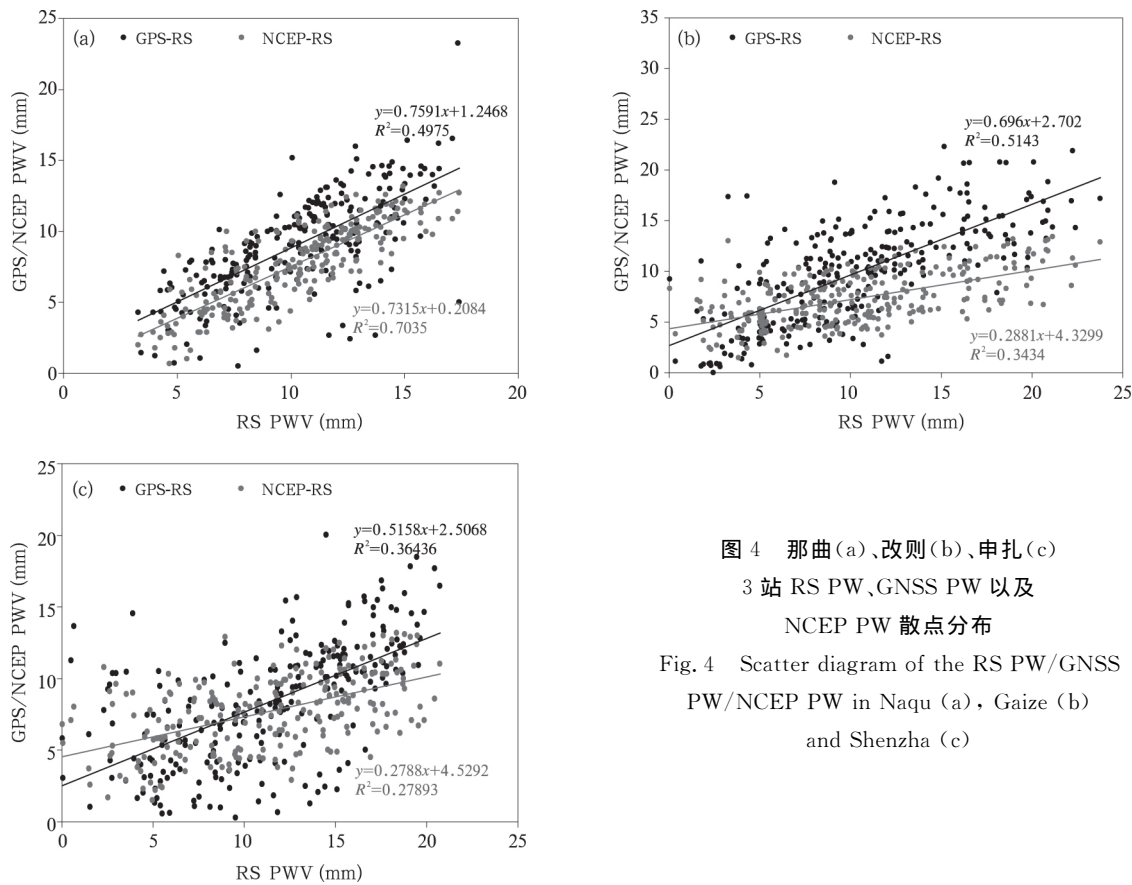 25
20
15
10
5
0
0
5
10
15
20
GPS/NCEP PWV (mm)
RS PWV (mm)
(a)
GPS-RS
NCEP-RS
y=0.7591x+1.2468
R²=0.4975
y=0.7315x+0.2084
R²=0.7035
35
30
25
20
15
10
5
0
0
5
10
15
20
25
GPS/NCEP PWV (mm)
RS PWV (mm)
(b)
GPS-RS
NCEP-RS
y=0.696x+2.702
R²=0.5143
y=0.2881x+4.3299
R²=0.3434
25
20
15
10
5
0
0
5
10
15
20
25
GPS/NCEP PWV (mm)
RS PWV (mm)
(c)
GPS-RS
NCEP-RS
y=0.5158x+2.5068
R²=0.36436
y=0.2788x+4.5292
R²=0.27893
图 4 那曲(a)、改则(b)、申扎(c)
3 站 RS PW、GNSS PW 以及
NCEP PW 散点分布
Fig. 4 Scatter diagram of the RS PW/GNSS
PW/NCEP PW in Naqu (a), Gaize (b)
and Shenzha (c)